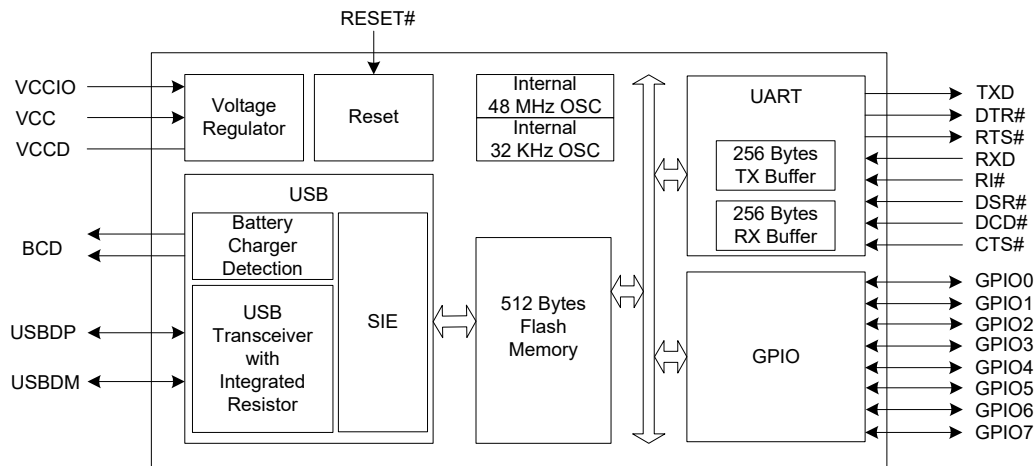 RESET#
VCCIO
VCC
VCCD
Voltage
Regulator
Reset
Internal
48 MHz OSC
Internal
32 KHz OSC
UART
256 Bytes
TX Buffer
256 Bytes
RX Buffer
TXD
DTR#
RTS#
RXD
RI#
DSR#
DCD#
CTS#
USB
BCD
Battery
Charger
Detection
USBDP
USBDM
USB
Transceiver
with
Integrated
Resistor
SIE
512 Bytes
Flash
Memory
GPIO
GPIO0
GPIO1
GPIO2
GPIO3
GPIO4
GPIO5
GPIO6
GPIO7